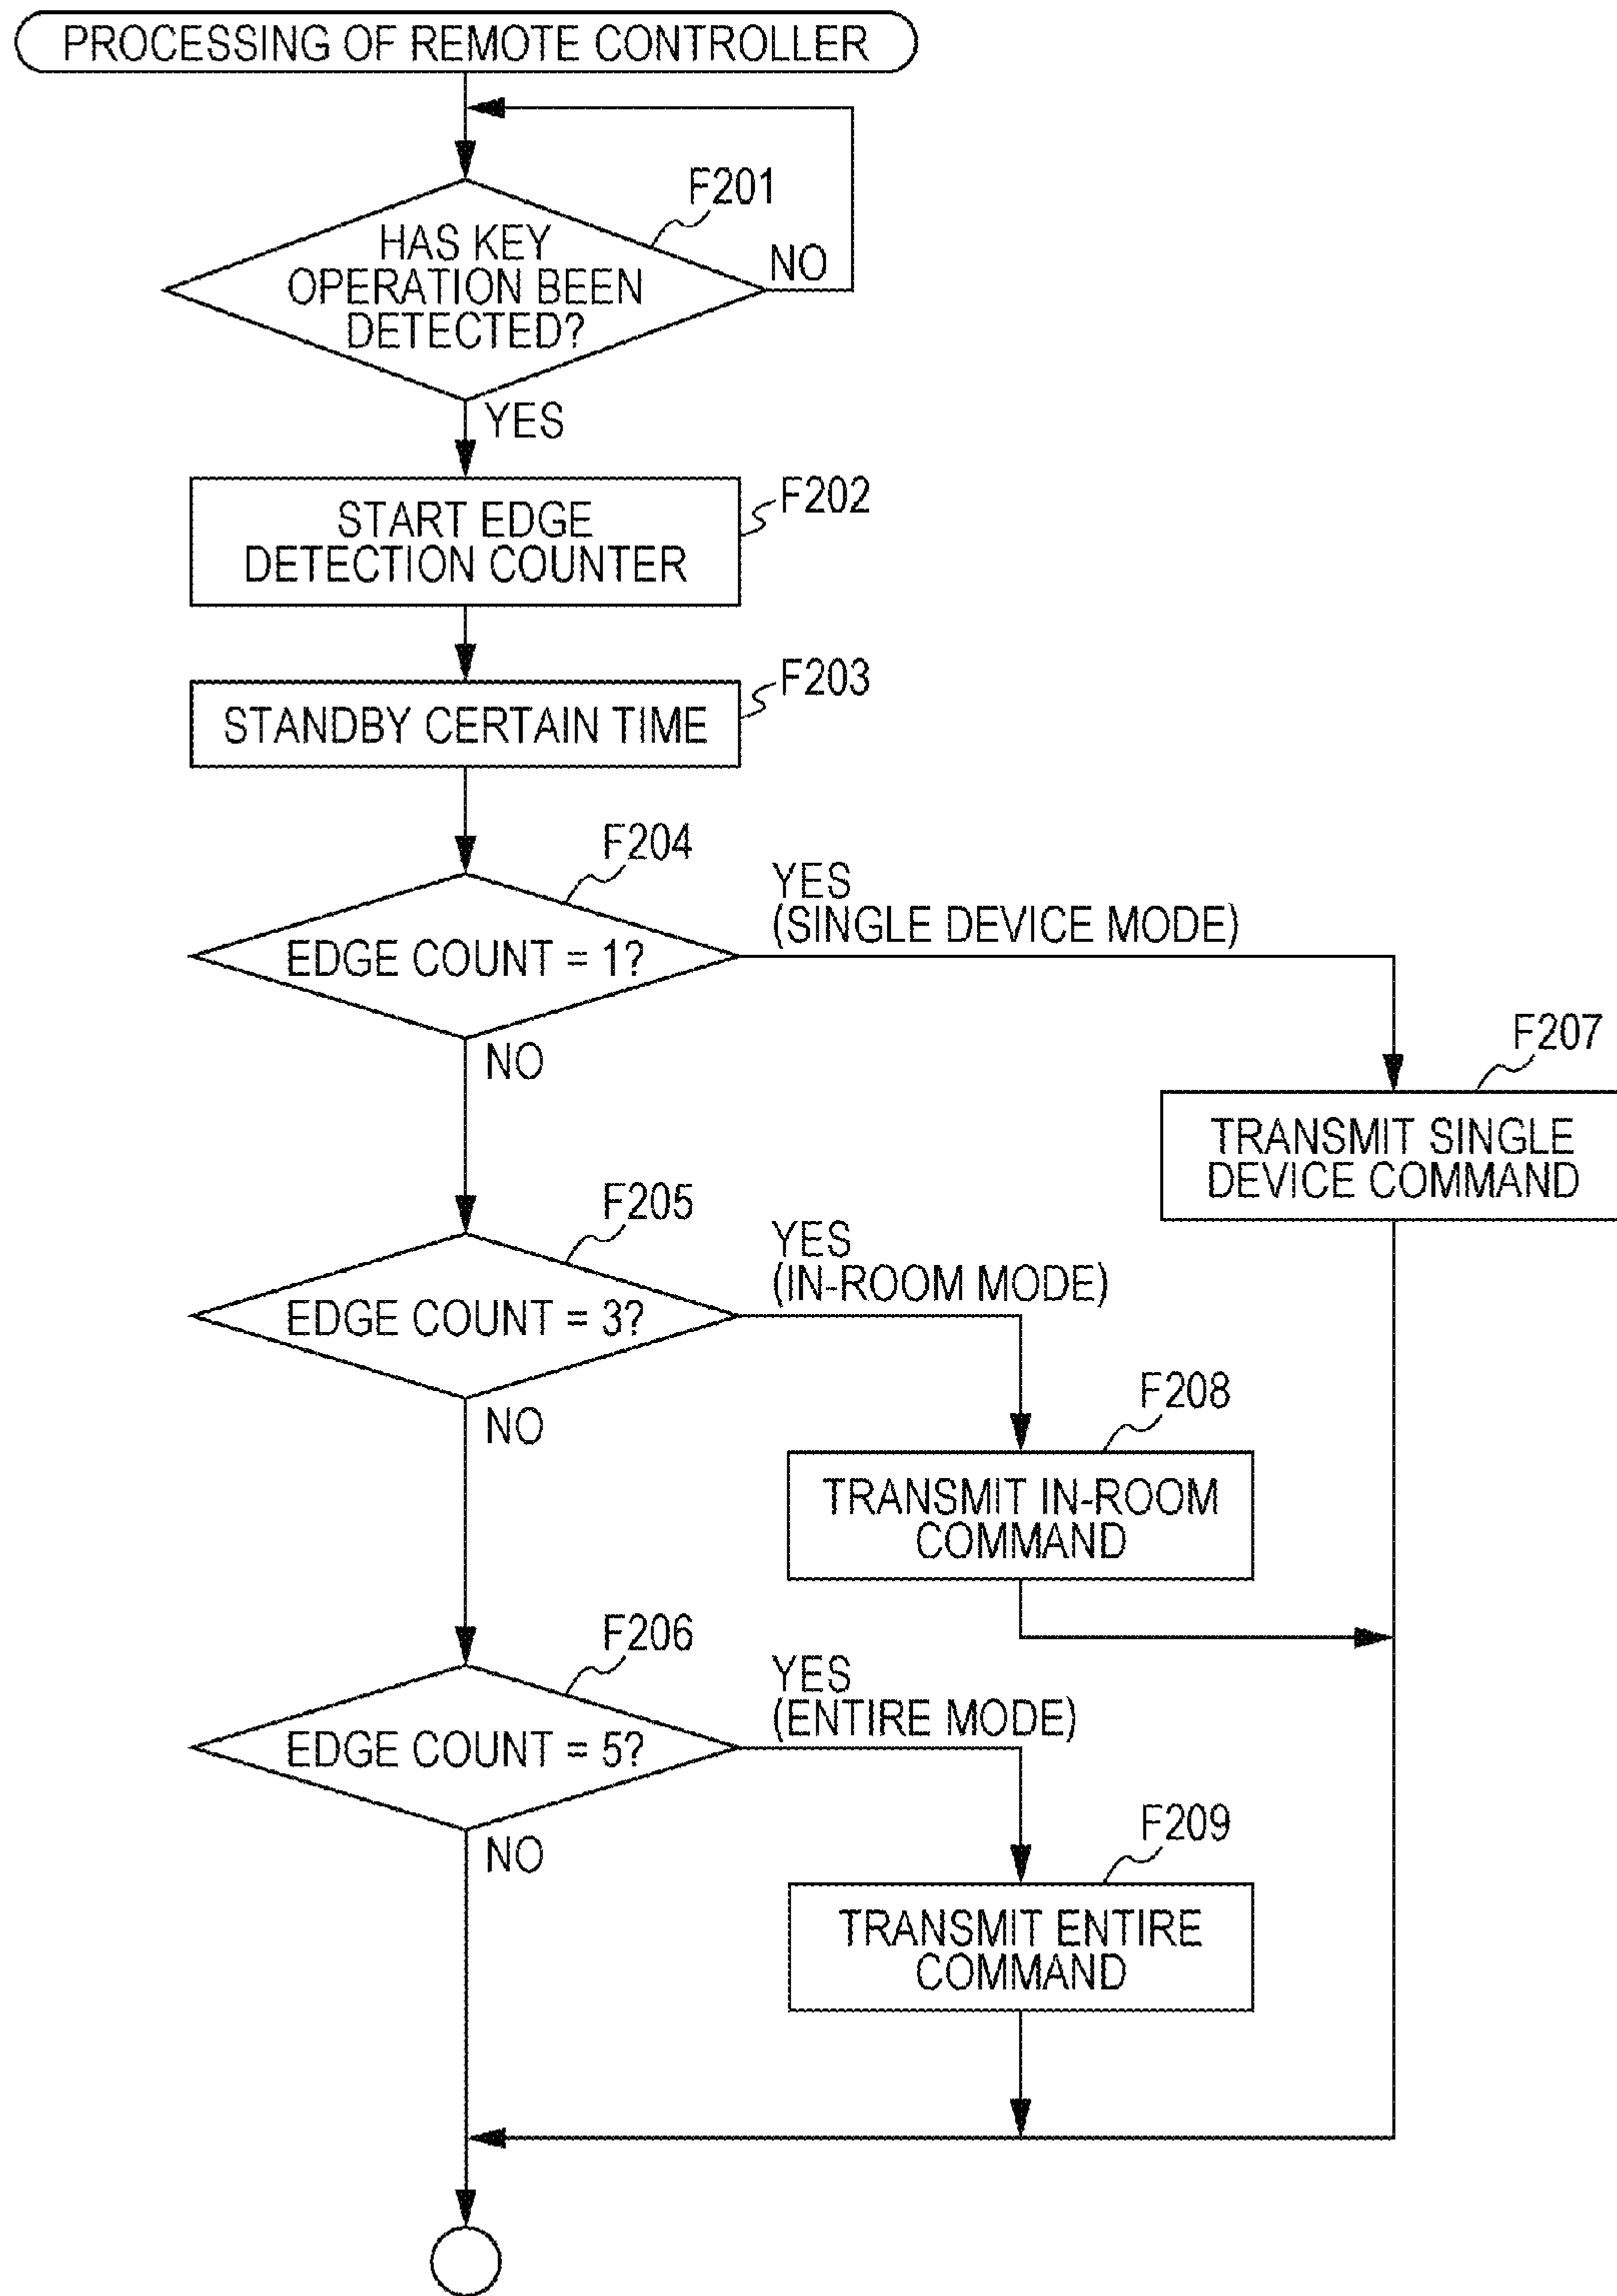 PROCESSING OF REMOTE CONTROLLER
F201
HAS KEY
OPERATION BEEN
DETECTED?
NO
YES
F202
START EDGE
DETECTION COUNTER
F203
STANDBY CERTAIN TIME
F204
YES
(SINGLE DEVICE MODE)
EDGE COUNT = 1?
NO
F207
TRANSMIT SINGLE
DEVICE COMMAND
F205
YES
(IN-ROOM MODE)
EDGE COUNT = 3?
NO
F208
TRANSMIT IN-ROOM
COMMAND
F206
YES
(ENTIRE MODE)
EDGE COUNT = 5?
NO
F209
TRANSMIT ENTIRE
COMMAND